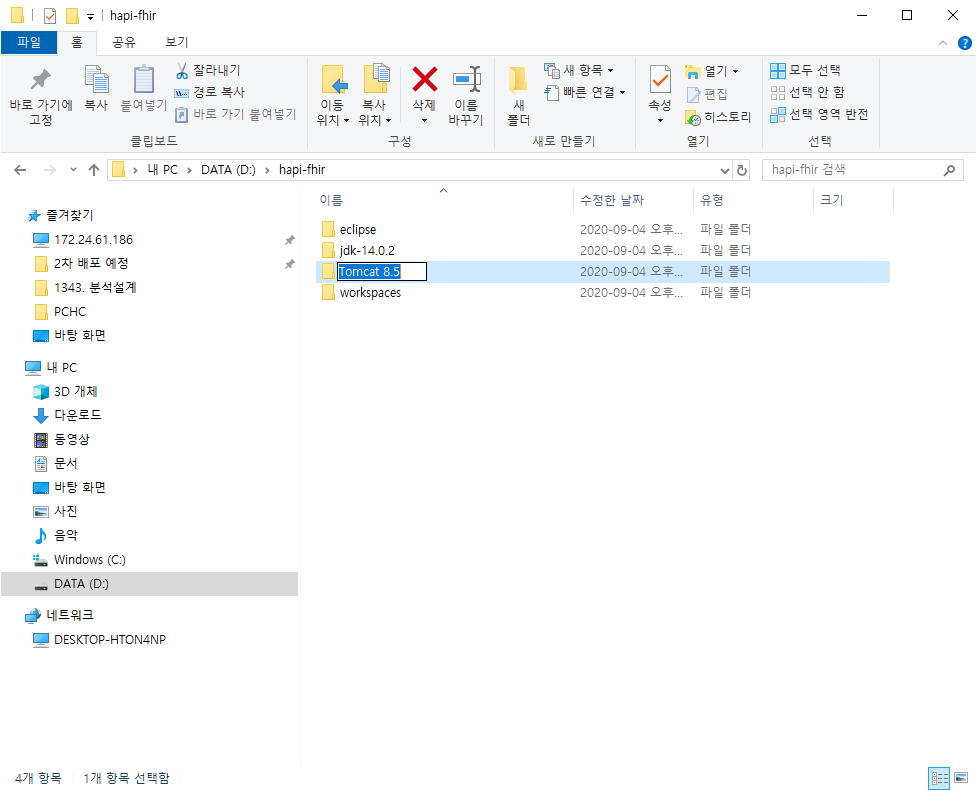 hapi-fhir
파일 홈 공유 보기
바로 가기에 고정
복사
붙여넣기
잘라내기
경로 복사
바로 가기 붙여넣기
클립보드
이동 위치
복사 위치
삭제
이름 바꾸기
구성
새 폴더
새 항목
빠른 연결
새로 만들기
속성
열기
편집
히스토리
열기
모두 선택
선택 안 함
선택 영역 반전
선택
내 PC > DATA (D:) > hapi-fhir
hapi-fhir 검색
즐겨찾기
172.24.61.186
2차 배포 예정
1343. 분석설계
PCHC
바탕 화면
내 PC
3D 개체
다운로드
동영상
문서
바탕 화면
사진
음악
Windows (C:)
DATA (D:)
네트워크
DESKTOP-HTON4NP
이름 수정한 날짜 유형 크기
eclipse 2020-09-04 오후... 파일 폴더
jdk-14.0.2 2020-09-04 오후... 파일 폴더
Tomcat 8.5 2020-09-04 오후... 파일 폴더
workspaces 2020-09-04 오후... 파일 폴더
4개 항목 1개 항목 선택함